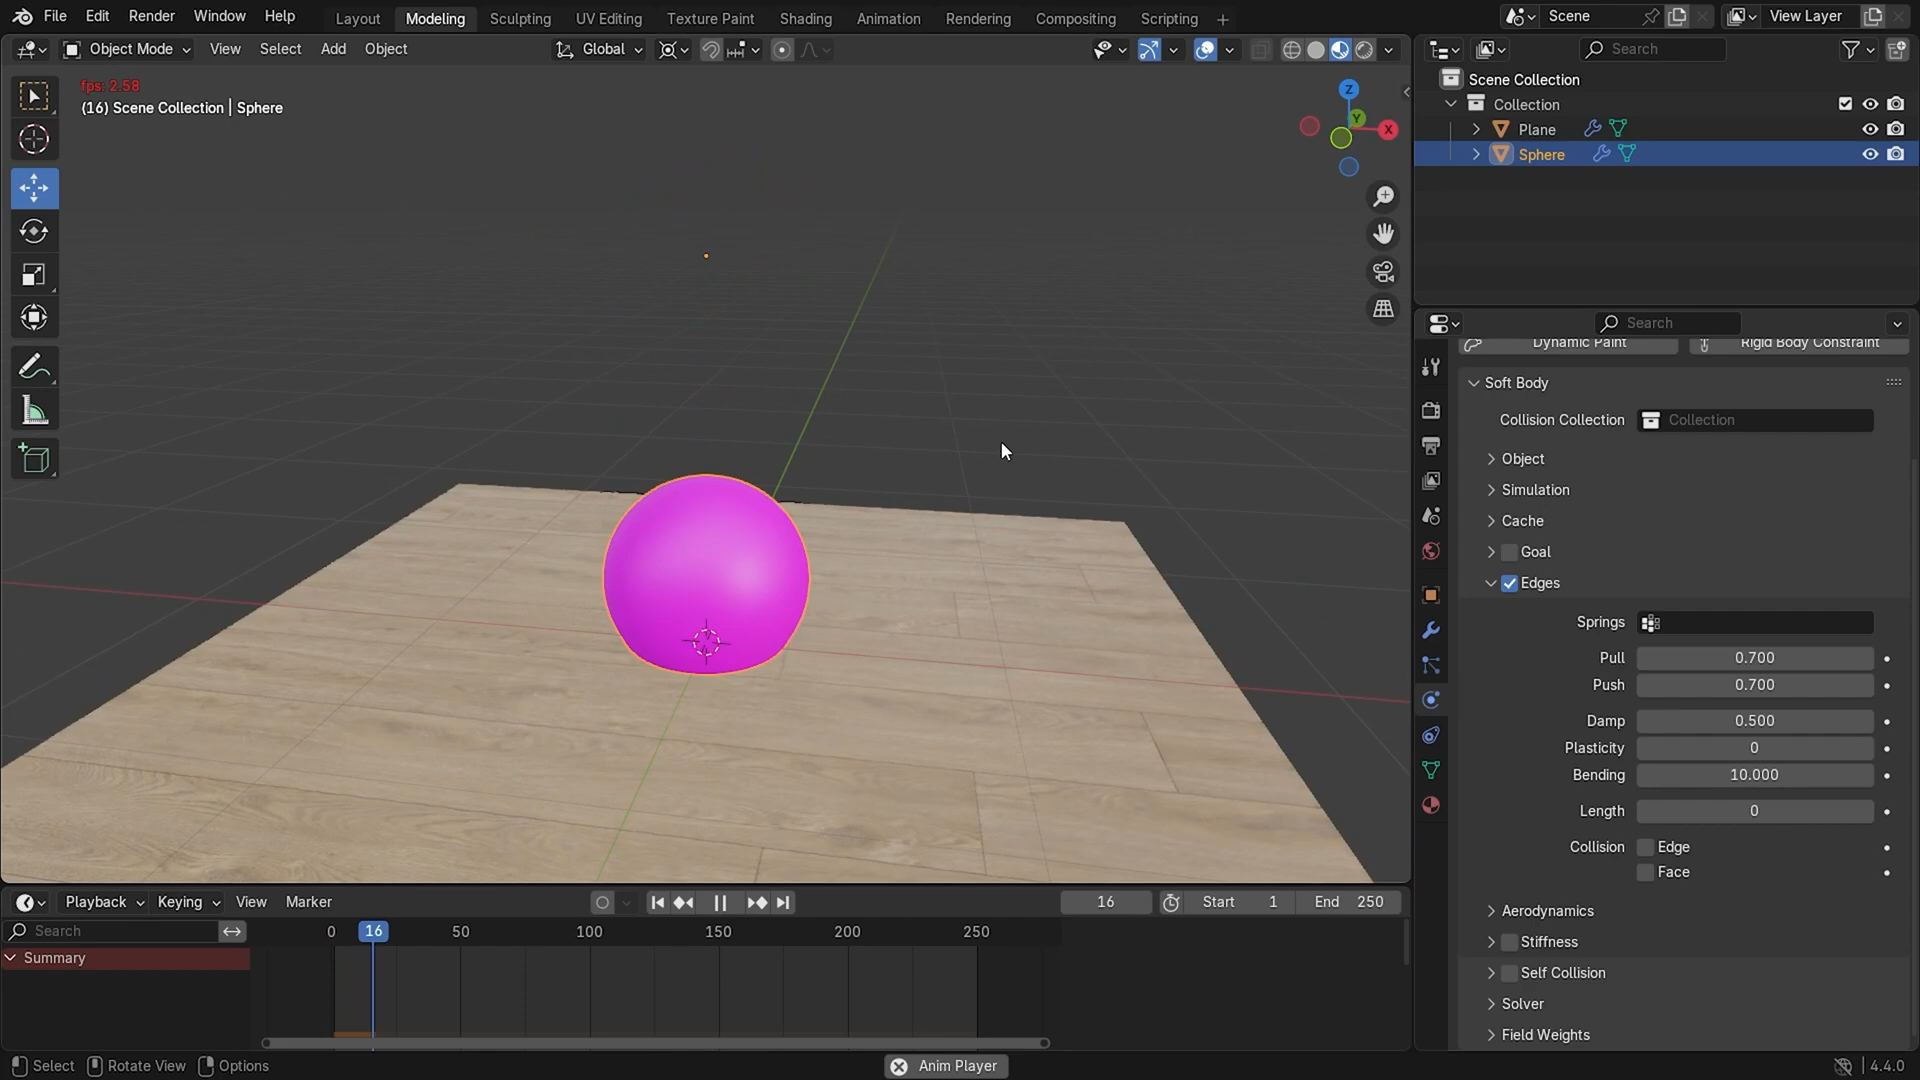 File Edit Render Window Help Layout Modeling Sculpting UV Editing Texture Paint Shading Animation Rendering Compositing Scripting + Scene View Layer
Object Mode View Select Add Object Global Search
fps: 2.58
(16) Scene Collection | Sphere
Z
Y
X
Scene Collection
Collection
Plane
Sphere
Search
Dynamic Paint Rigid Body Constraint
Soft Body
Collision Collection Collection
Object
Simulation
Cache
Goal
Edges
Springs
Pull 0.700
Push 0.700
Damp 0.500
Plasticity 0
Bending 10.000
Length 0
Collision Edge
Face
Aerodynamics
Stiffness
Self Collision
Solver
Field Weights
Playback Keying View Marker 16 Start 1 End 250
Search 0 16 50 100 150 200 250
Summary
Select Rotate View Options Anim Player 4.4.0